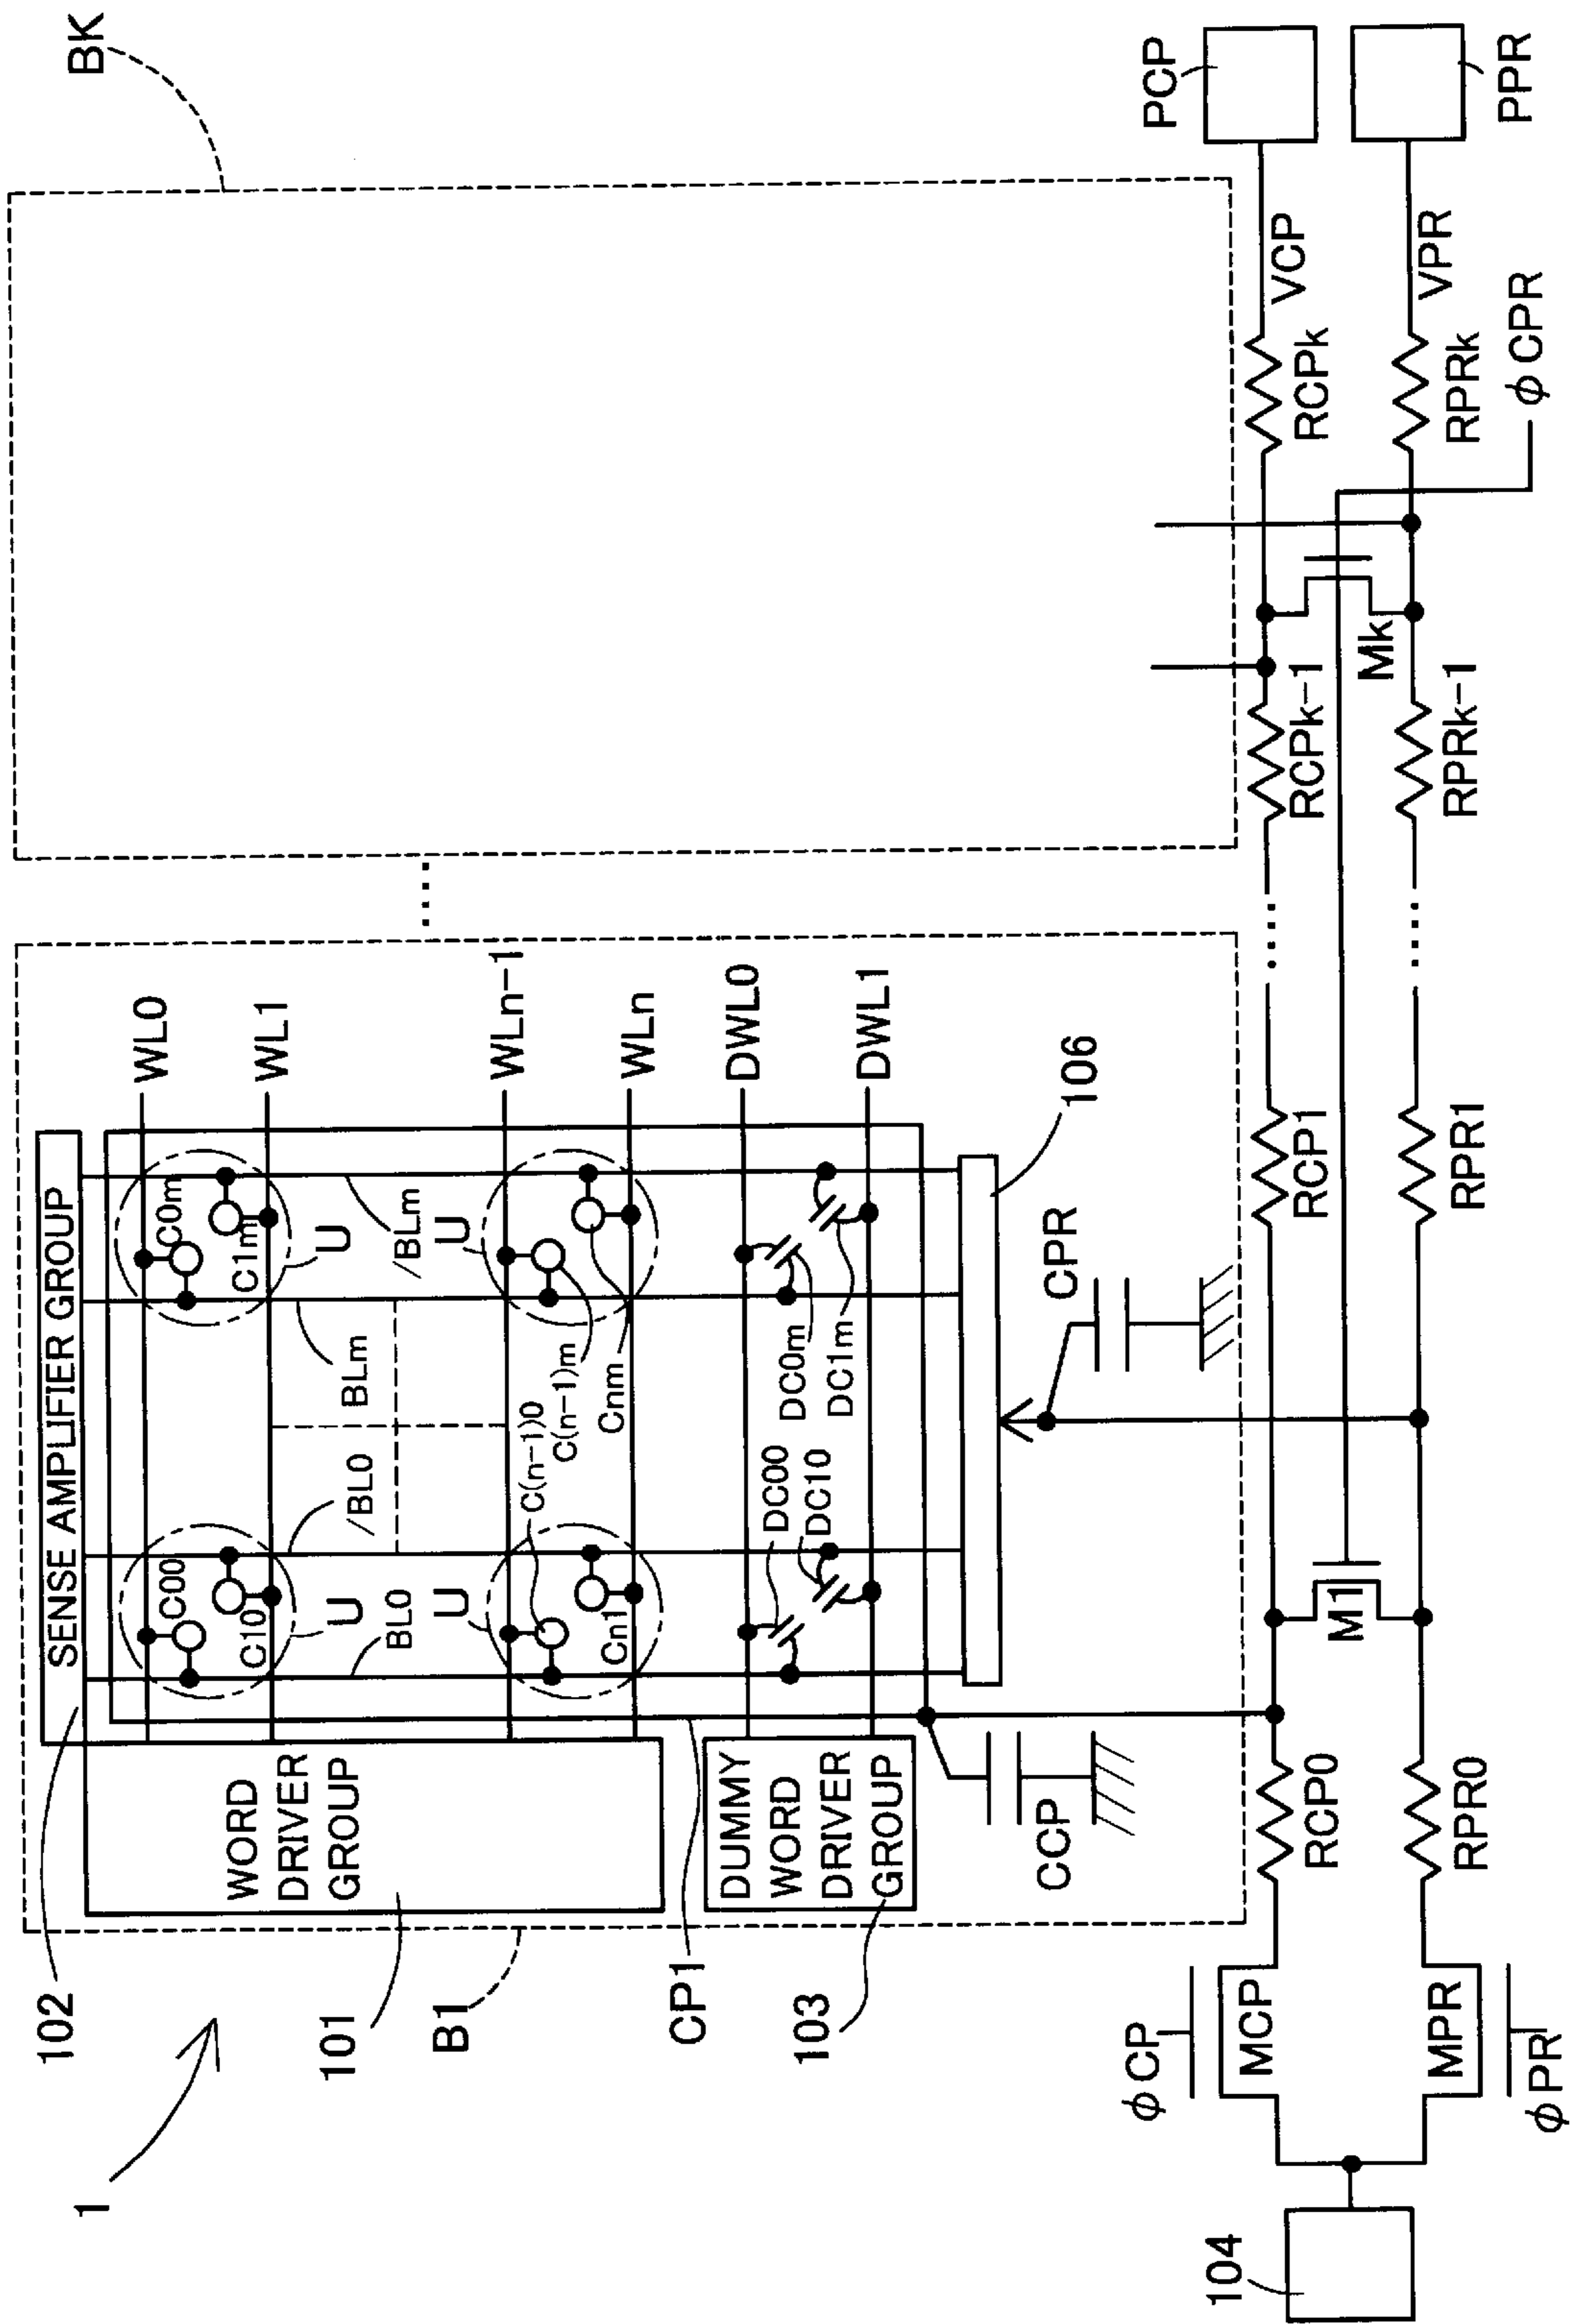 1
102
SENSE AMPLIFIER GROUP
BK
101
WORD
DRIVER
GROUP
C00
C10
U
BL0
/BL0
C0m
C1m
U
BLm
/BLm
WL0
WL1
U
Cn1
C(n-1)0
C(n-1)m
Cnm
U
WLn-1
WLn
B1
CP1
103
DUMMY
WORD
DRIVER
GROUP
DC00
DC10
DC0m
DC1m
DWL0
DWL1
106
CCP
CPR
104
φCP
MCP
MPR
φPR
RCP0
RPR0
M1
RCP1
RPR1
RCPk-1
RPRk-1
Mk
RCPk
RPRk
VCP
VPR
φCPR
PCP
PPR